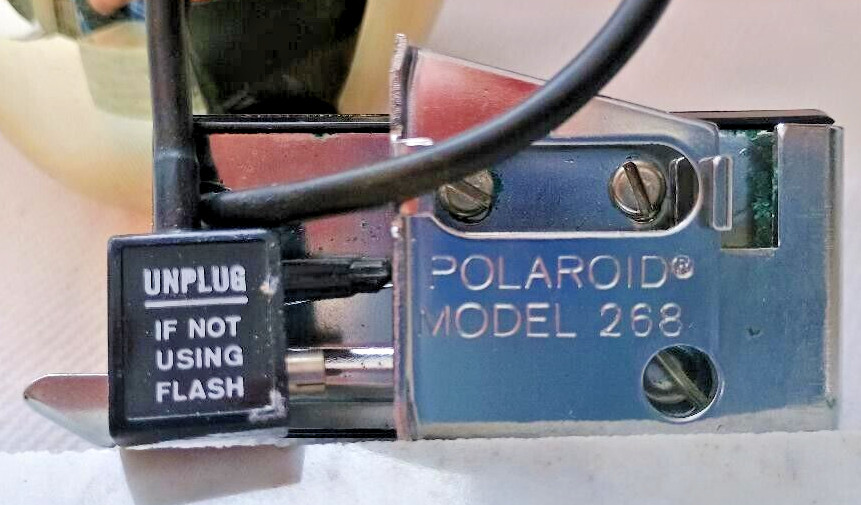 UNPLUG
IF NOT
USING
FLASH
POLAROID®
MODEL 268